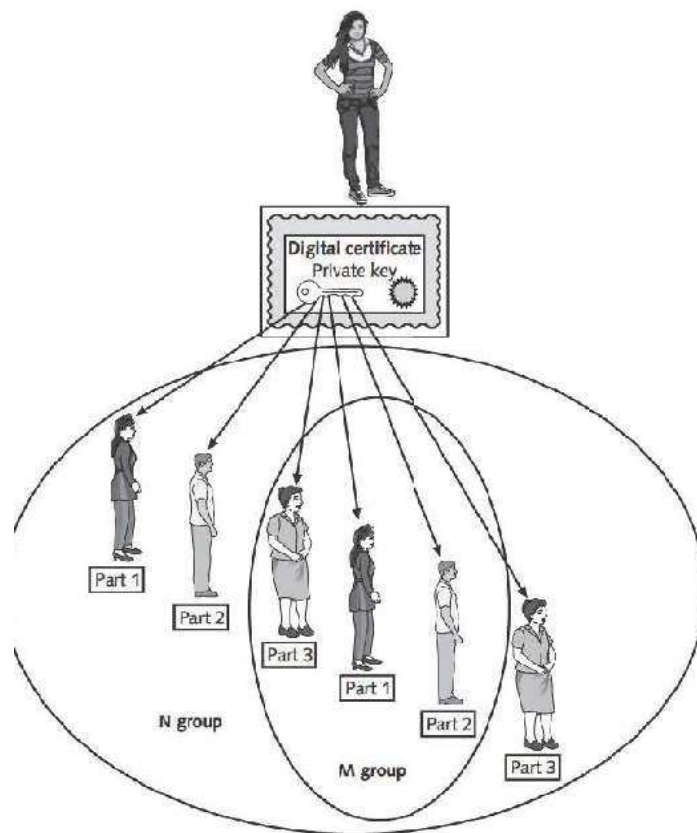 Digital certificate
Private key
Part 1
Part 2
Part 3
Part 1
Part 2
Part 3
N group
M group